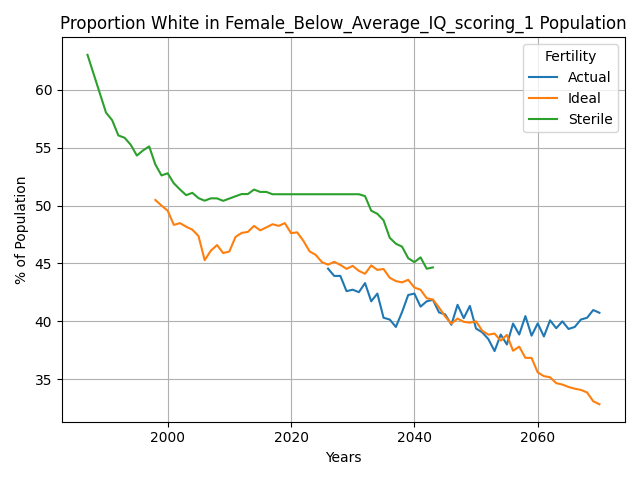 Proportion White in Female_Below_Average_IQ_scoring_1 Population
Fertility
Actual
Ideal
Sterile
% of Population
60
55
50
45
40
35
2000
2020
2040
2060
Years